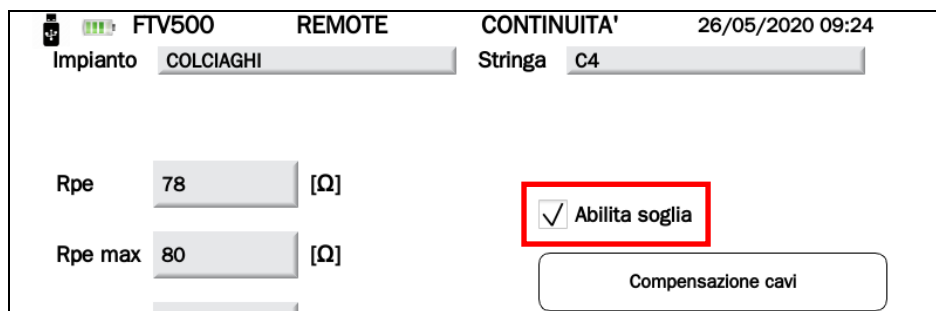 FTV500 REMOTE CONTINUITA' 26/05/2020 09:24
Impianto COLCIAGHI Stringa C4
Rpe 78 [Ω]
Abilita soglia
Rpe max 80 [Ω]
Compensazione cavi